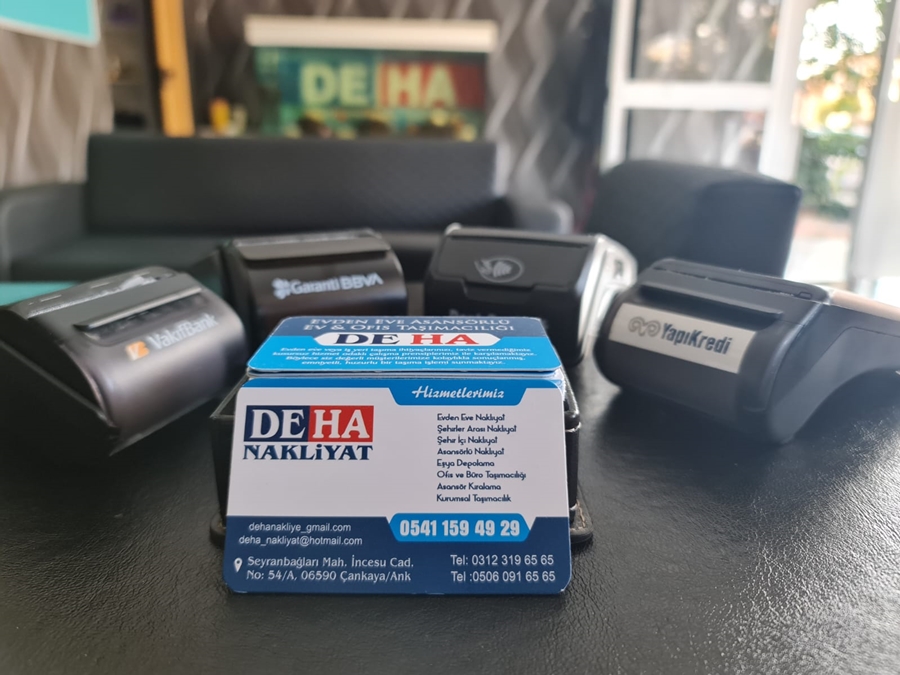 DEHA
VakıfBank
Garanti BBVA
YapıKredi
EVDEN EVE ASANSÖRLÜ
EV & OFİS TAŞIMACILIĞI
DEHA
Hizmetlerimiz
DEHA
NAKLİYAT
Evden Eve Nakliyat
Şehirler Arası Nakliyat
Şehir İçi Nakliyat
Asansörlü Nakliyat
Eşya Depolama
Ofis ve Büro Taşımacılığı
Asansör Kiralama
Kurumsal Taşımacılık
0541 159 49 29
dehanakliye_gmail.com
deha_nakliyat@hotmail.com
Seyranbağları Mah. İncesu Cad.
No: 54/A, 06590 Çankaya/Ank
Tel: 0312 319 65 65
Tel :0506 091 65 65